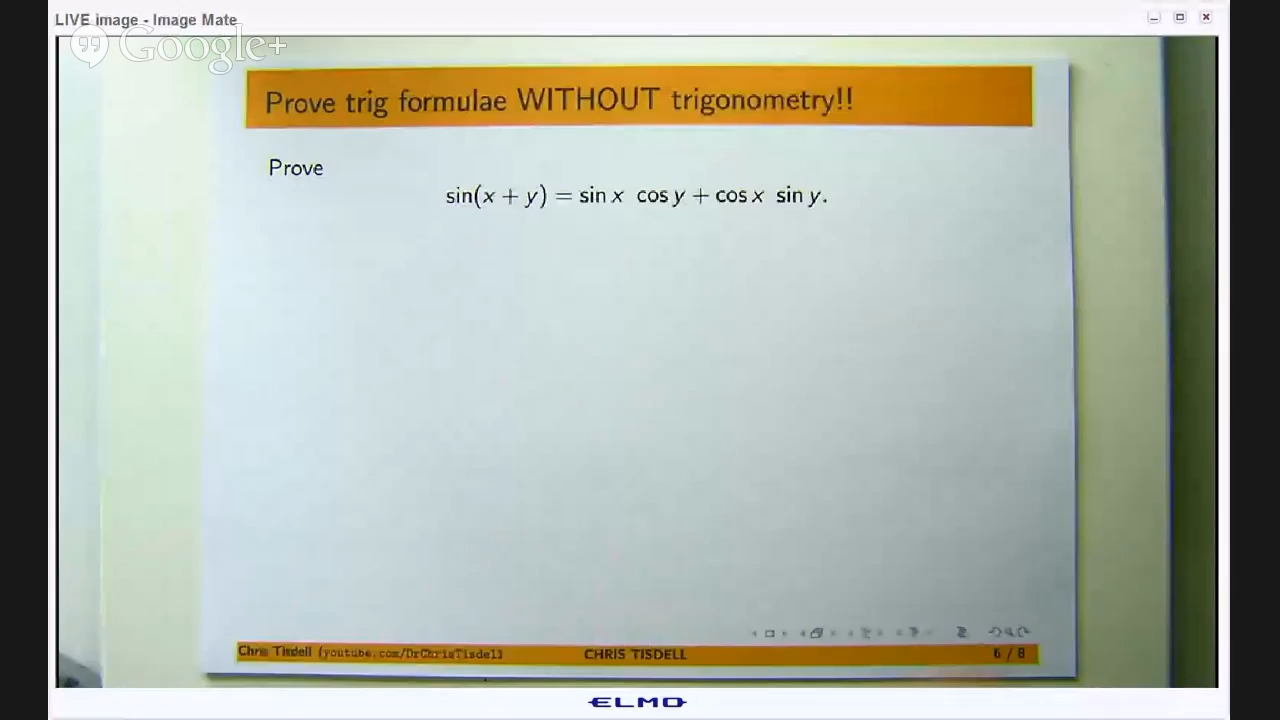 LIVE image - Image Mate
Google+
Prove trig formulae WITHOUT trigonometry!!
Prove
sin(x + y) = sin x cos y + cos x sin y.
Chris Tisdell (youtube.com/DrChrisTisdell) CHRIS TISDELL 6 / 8
ELMO